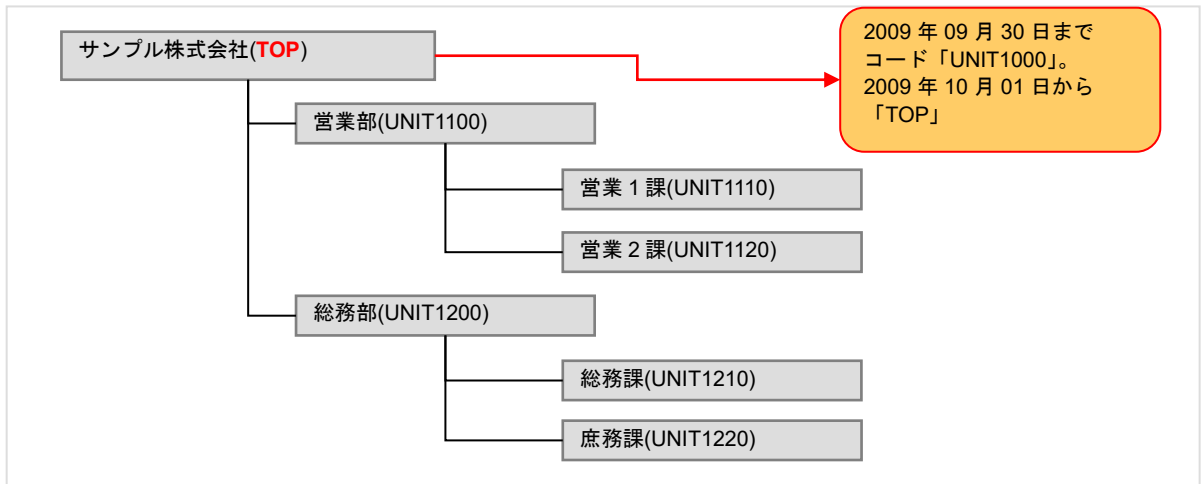 サンプル株式会社(TOP)
2009 年 09 月 30 日まで
コード「UNIT1000」。
2009 年 10 月 01 日から
「TOP」
営業部(UNIT1100)
営業 1 課(UNIT1110)
営業 2 課(UNIT1120)
総務部(UNIT1200)
総務課(UNIT1210)
庶務課(UNIT1220)